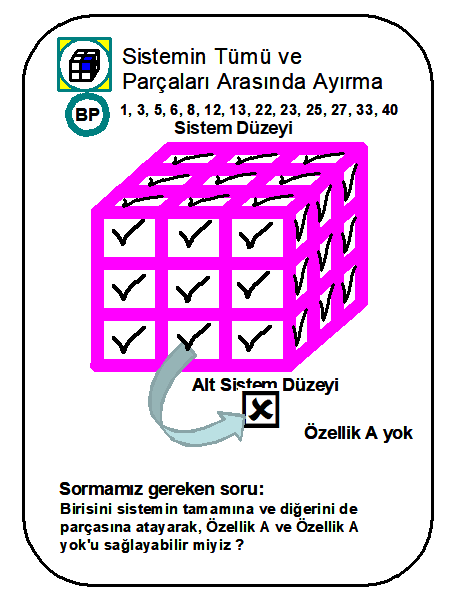 Sistemin Tümü ve
Parçaları Arasında Ayırma
BP
1, 3, 5, 6, 8, 12, 13, 22, 23, 25, 27, 33, 40
Sistem Düzeyi
Alt Sistem Düzeyi
Özellik A yok
Sormamız gereken soru:
Birisini sistemin tamamına ve diğerini de
parçasına atayarak, Özellik A ve Özellik A
yok'u sağlayabilir miyiz ?